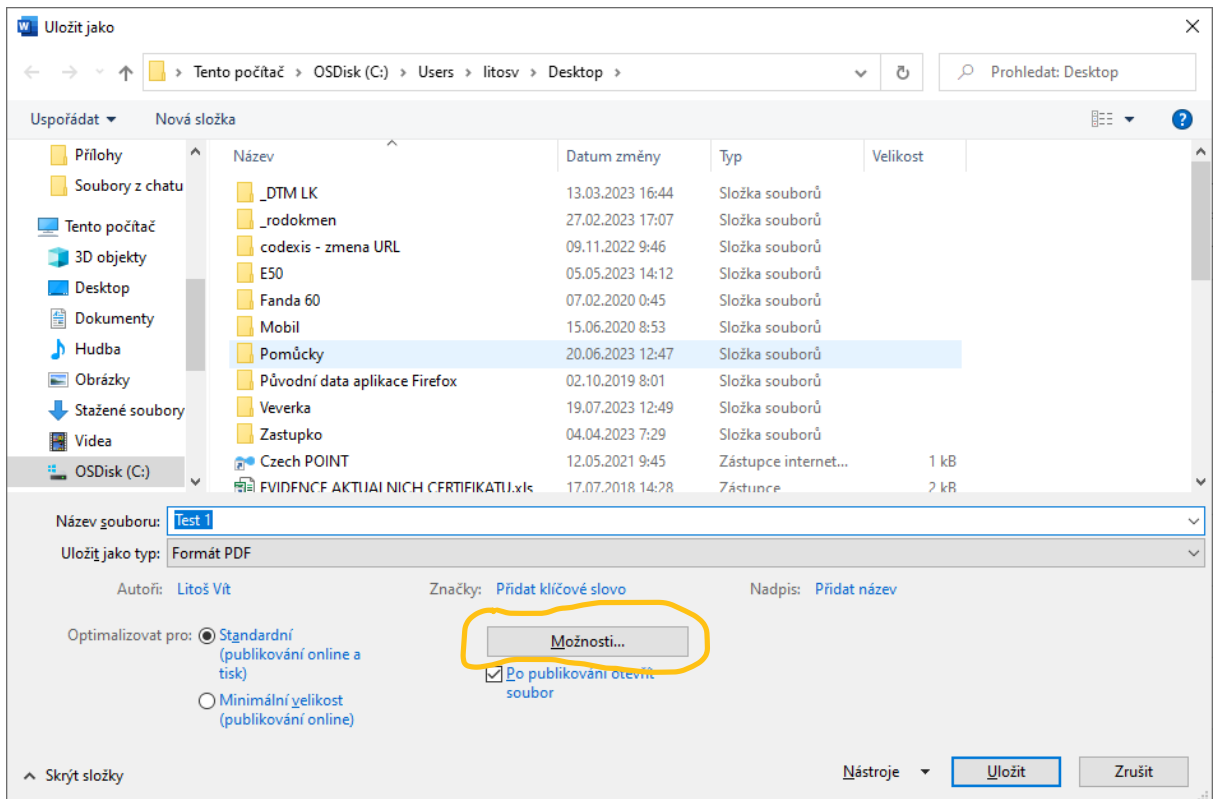 Uložit jako
Tento počítač > OSDisk (C:) > Users > litosv > Desktop >
Prohledat: Desktop
Uspořádat
Nová složka
Přílohy
Soubory z chatu
Tento počítač
3D objekty
Desktop
Dokumenty
Hudba
Obrázky
Stažené soubory
Videa
OSDisk (C:)
Název Datum změny Typ Velikost
_DTM LK 13.03.2023 16:44 Složka souborů
_rodokmen 27.02.2023 17:07 Složka souborů
codexis - zmena URL 09.11.2022 9:46 Složka souborů
E50 05.05.2023 14:12 Složka souborů
Fanda 60 07.02.2020 0:45 Složka souborů
Mobil 15.06.2020 8:53 Složka souborů
Pomůcky 20.06.2023 12:47 Složka souborů
Původní data aplikace Firefox 02.10.2019 8:01 Složka souborů
Veverka 19.07.2023 12:49 Složka souborů
Zastupko 04.04.2023 7:29 Složka souborů
Czech POINT 12.05.2021 9:45 Zástupce internet... 1 kB
EVIDENCE AKTUALNICH CERTIFIKATU.xls 17.07.2018 14:28 Zástupce 2 kB
Název souboru: Test 1
Uložit jako typ: Formát PDF
Autoři: Litoš Vít Značky: Přidat klíčové slovo Nadpis: Přidat název
Optimalizovat pro: Standardní
(publikování online a
tisk)
Minimální velikost
(publikování online)
Možnosti...
Po publikování otevřít
soubor
Skrýt složky
Nástroje
Uložit
Zrušit